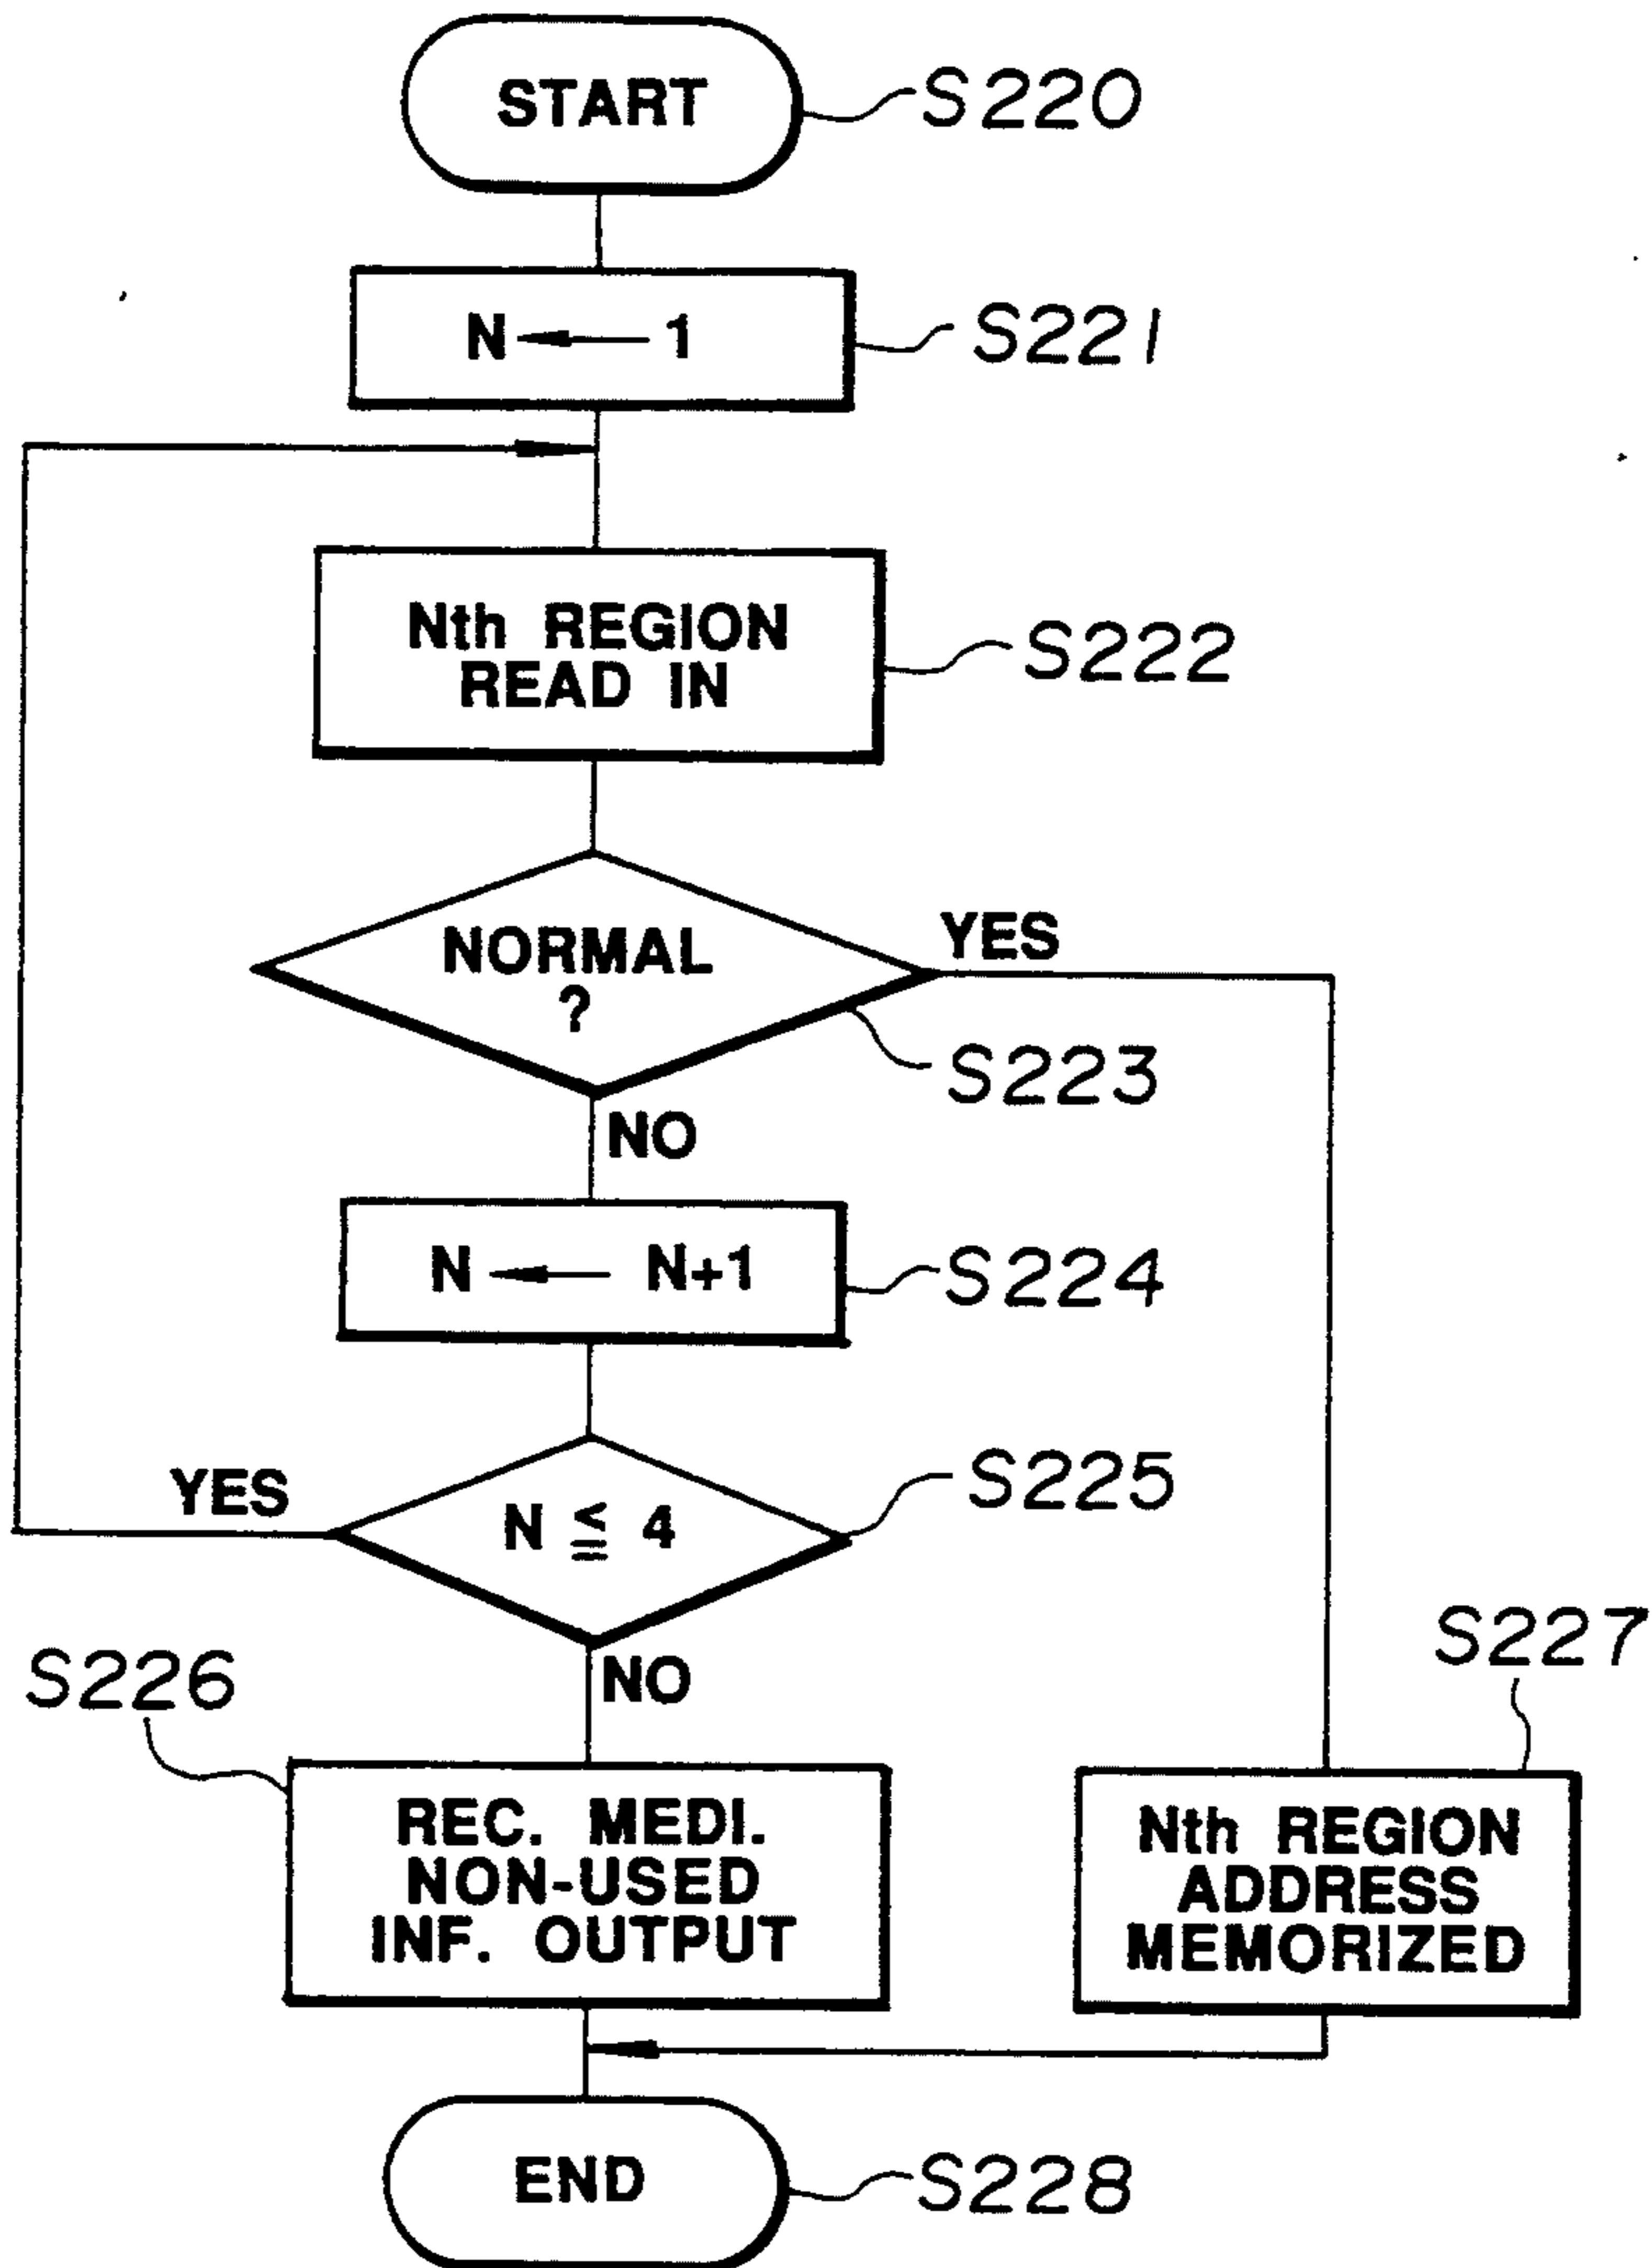 START
S220
N ← 1
S221
Nth REGION
READ IN
S222
NORMAL
?
YES
S223
NO
N ← N+1
S224
N ≦ 4
YES
S225
NO
S226
REC. MEDI.
NON-USED
INF. OUTPUT
S227
Nth REGION
ADDRESS
MEMORIZED
END
S228